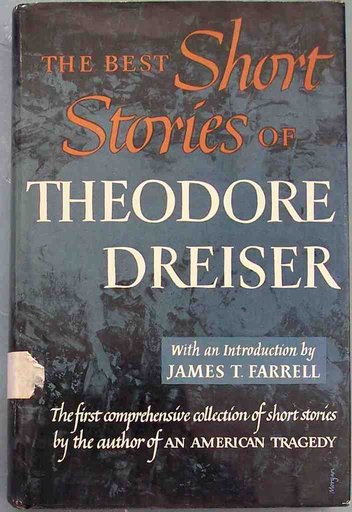 THE BEST Short
Stories OF
THEODORE
DREISER
With an Introduction by
JAMES T. FARRELL
The first comprehensive collection of short stories
by the author of AN AMERICAN TRAGEDY
Morgan